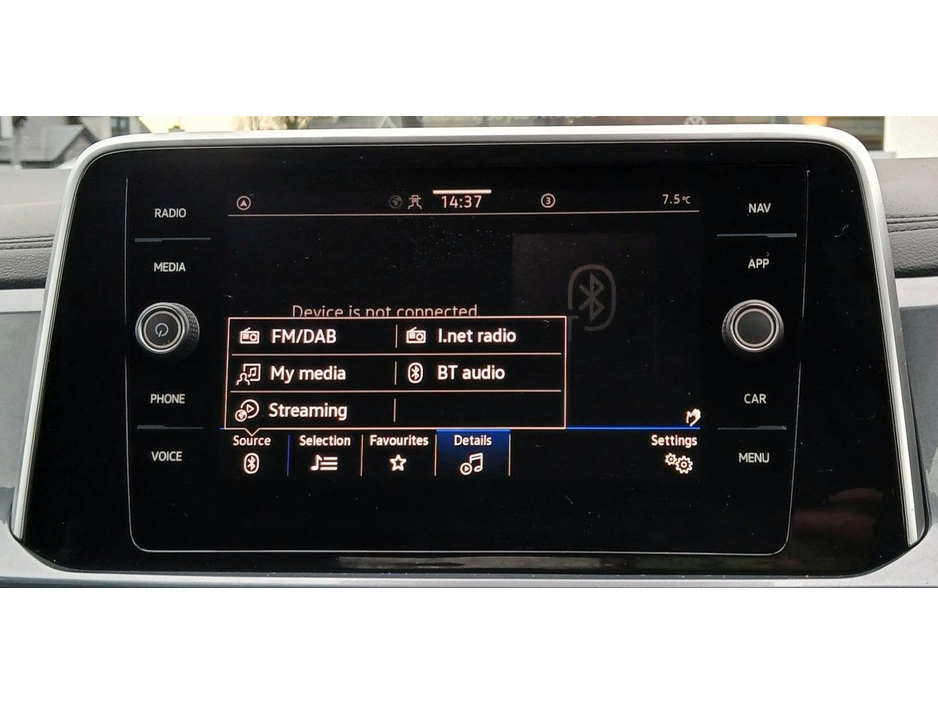 RADIO
MEDIA
PHONE
VOICE
14:37
3
7.5°C
Device is not connected
FM/DAB
I.net radio
My media
BT audio
Streaming
Source
Selection
Favourites
Details
Settings
NAV
APP
CAR
MENU